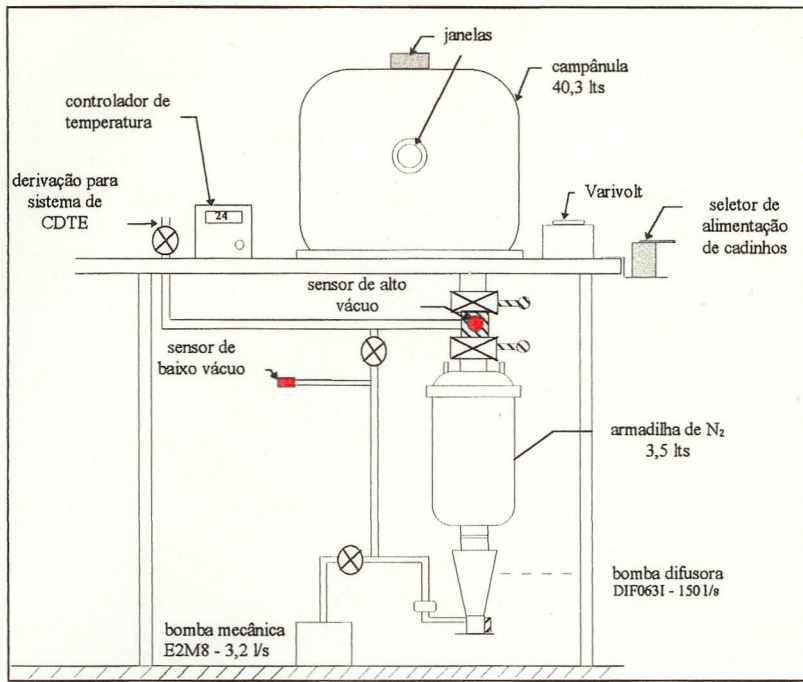 janelas
campânula
40,3 lts
controlador de
temperatura
derivação para
sistema de
CDTE
24
Varivolt
seletor de
alimentação
de cadinhos
sensor de alto
vácuo
sensor de
baixo vácuo
armadilha de N₂
3,5 lts
bomba difusora
DIF063I - 150 l/s
bomba mecânica
E2M8 - 3,2 l/s